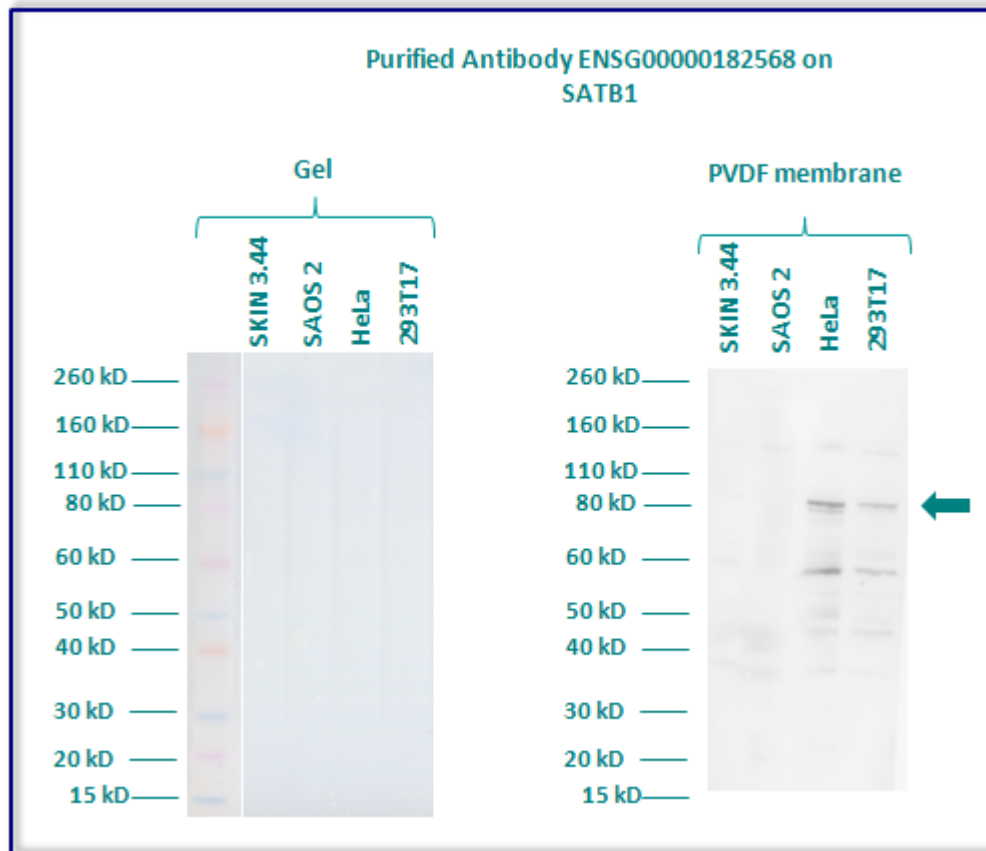 Purified Antibody ENSG00000182568 on
SATB1
Gel
SKIN 3.44
SAOS 2
HeLa
293T17
260 kD
160 kD
110 kD
80 kD
60 kD
50 kD
40 kD
30 kD
20 kD
15 kD
PVDF membrane
SKIN 3.44
SAOS 2
HeLa
293T17
260 kD
160 kD
110 kD
80 kD
60 kD
50 kD
40 kD
30 kD
20 kD
15 kD